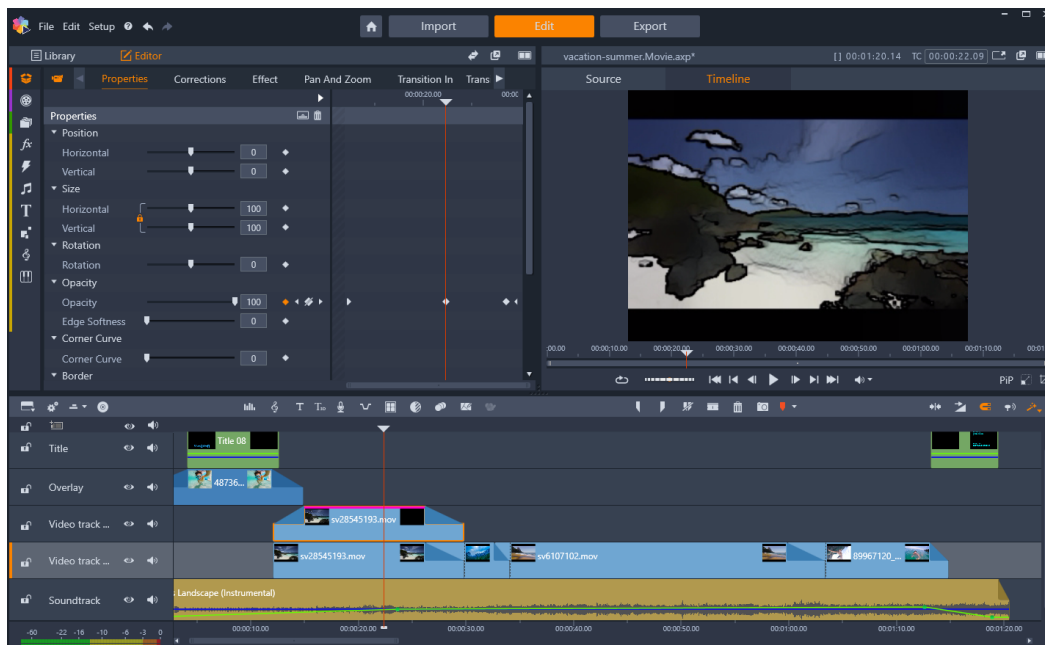 File Edit Setup
Import
Edit
Export
Library
Editor
vacation-summer.Movie.axp*
[] 00:01:20.14 TC 00:00:22.09
Properties Corrections Effect Pan And Zoom Transition In Trans
Source
Timeline
00:00:20.00
Properties
Position
Horizontal 0
Vertical 0
Size
Horizontal 100
Vertical 100
Rotation
Rotation 0
Opacity
Opacity 100
Edge Softness 0
Corner Curve
Corner Curve 0
Border
:00.00 00:00:10.00 00:00:20.00 00:00:30.00 00:00:40.00 00:00:50.00 00:01:00.00 00:01:10.00 00:01
PiP
Title
Title 08
Overlay
48736...
Video track ...
sv28545193.mov
Video track ...
sv28545193.mov
sv6107102.mov
89967120_...
Soundtrack
Landscape (Instrumental)
-60 -22 -16 -10 -6 -3 0
00:00:10.00 00:00:20.00 00:00:30.00 00:00:40.00 00:00:50.00 00:01:00.00 00:01:10.00 00:01:20.00